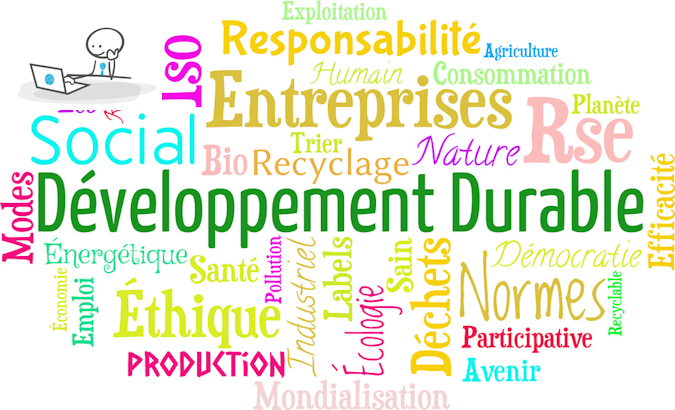 Exploitation
Responsabilité
Agriculture
ISO
Humain
Consommation
Entreprises
Planète
Rse
Social
Trier
Bio
Recyclage
Nature
Efficacité
Modes
Développement Durable
Énergétique
Pollution
Industriel
Labels
Sain
Déchets
Démocratie
Normes
Santé
Économie
Emploi
Éthique
Écologie
Recyclable
Participative
PRODUCTION
Avenir
Mondialisation